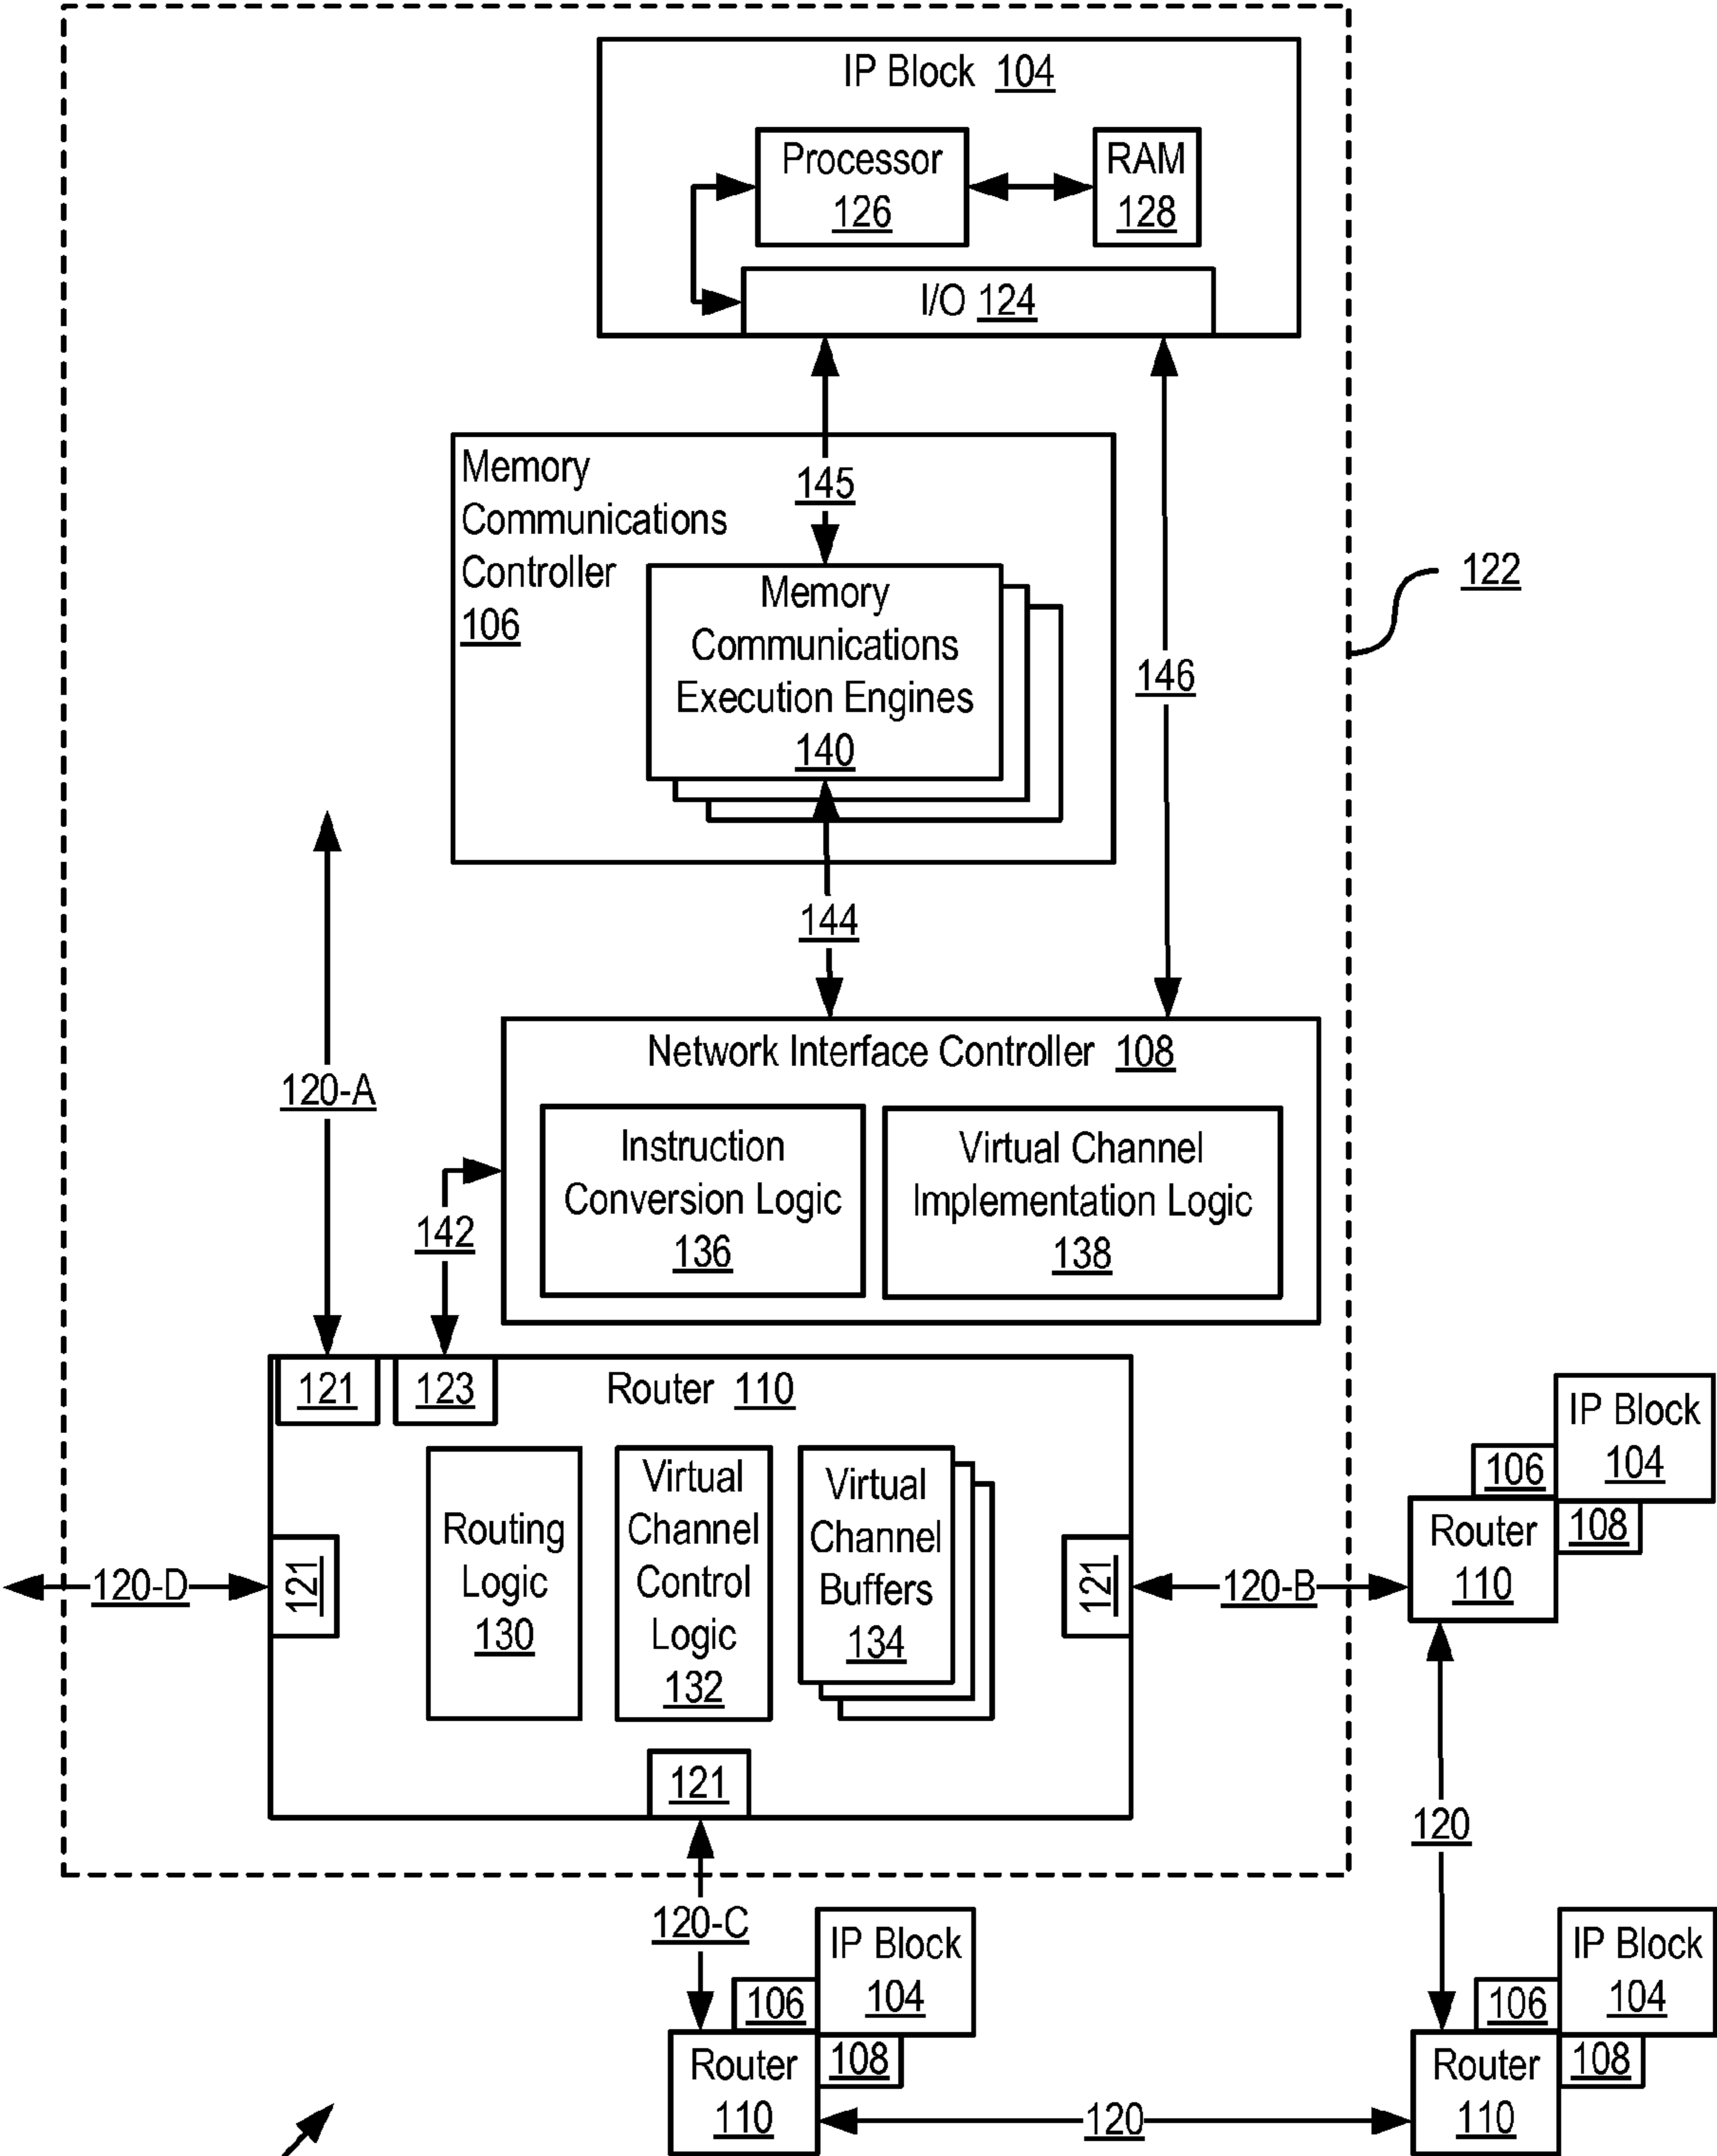 IP Block 104
Processor
126
RAM
128
I/O 124
Memory
Communications
Controller
106
145
Memory
Communications
Execution Engines
140
146
122
144
120-A
Network Interface Controller 108
Instruction
Conversion Logic
136
Virtual Channel
Implementation Logic
138
142
121
123
Router 110
Routing
Logic
130
Virtual
Channel
Control
Logic
132
Virtual
Channel
Buffers
134
121
121
121
120-D
120-B
IP Block
104
106
108
Router
110
120
120-C
IP Block
104
106
108
Router
110
120
IP Block
104
106
108
Router
110